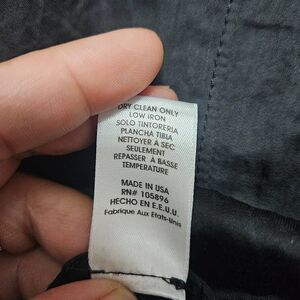 DRY CLEAN ONLY
LOW IRON
SOLO TINTORERIA
PLANCHA TIBIA
NETTOYER À SEC
SEULEMENT
REPASSER À BASSE
TEMPERATURE
MADE IN USA
RN# 105896
HECHO EN E.E.U.U.
Fabrique Aux Etats-Unis